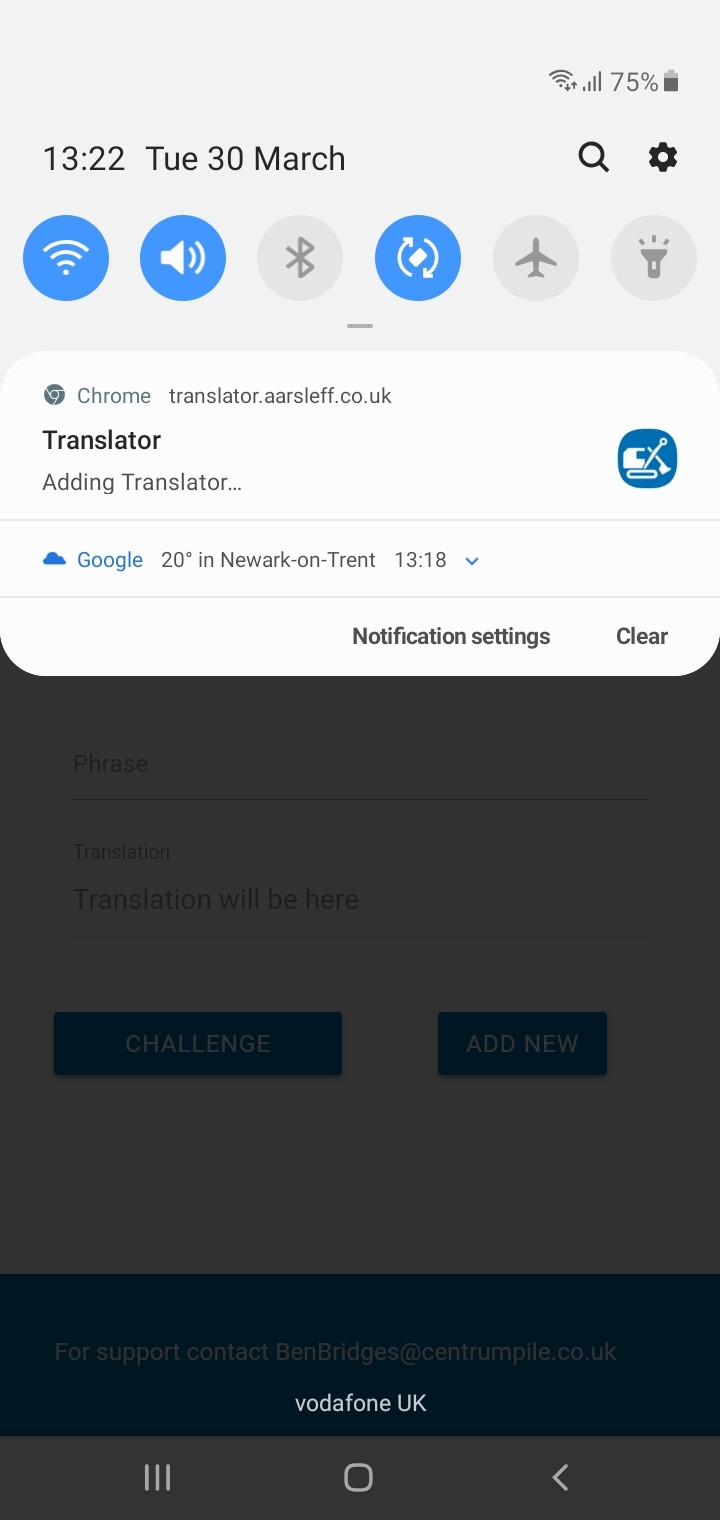 75%
13:22 Tue 30 March
Chrome translator.aarsleff.co.uk
Translator
Adding Translator...
Google 20° in Newark-on-Trent 13:18
Notification settings Clear
Phrase
Translation
Translation will be here
CHALLENGE ADD NEW
For support contact BenBridges@centrumpile.co.uk
vodafone UK